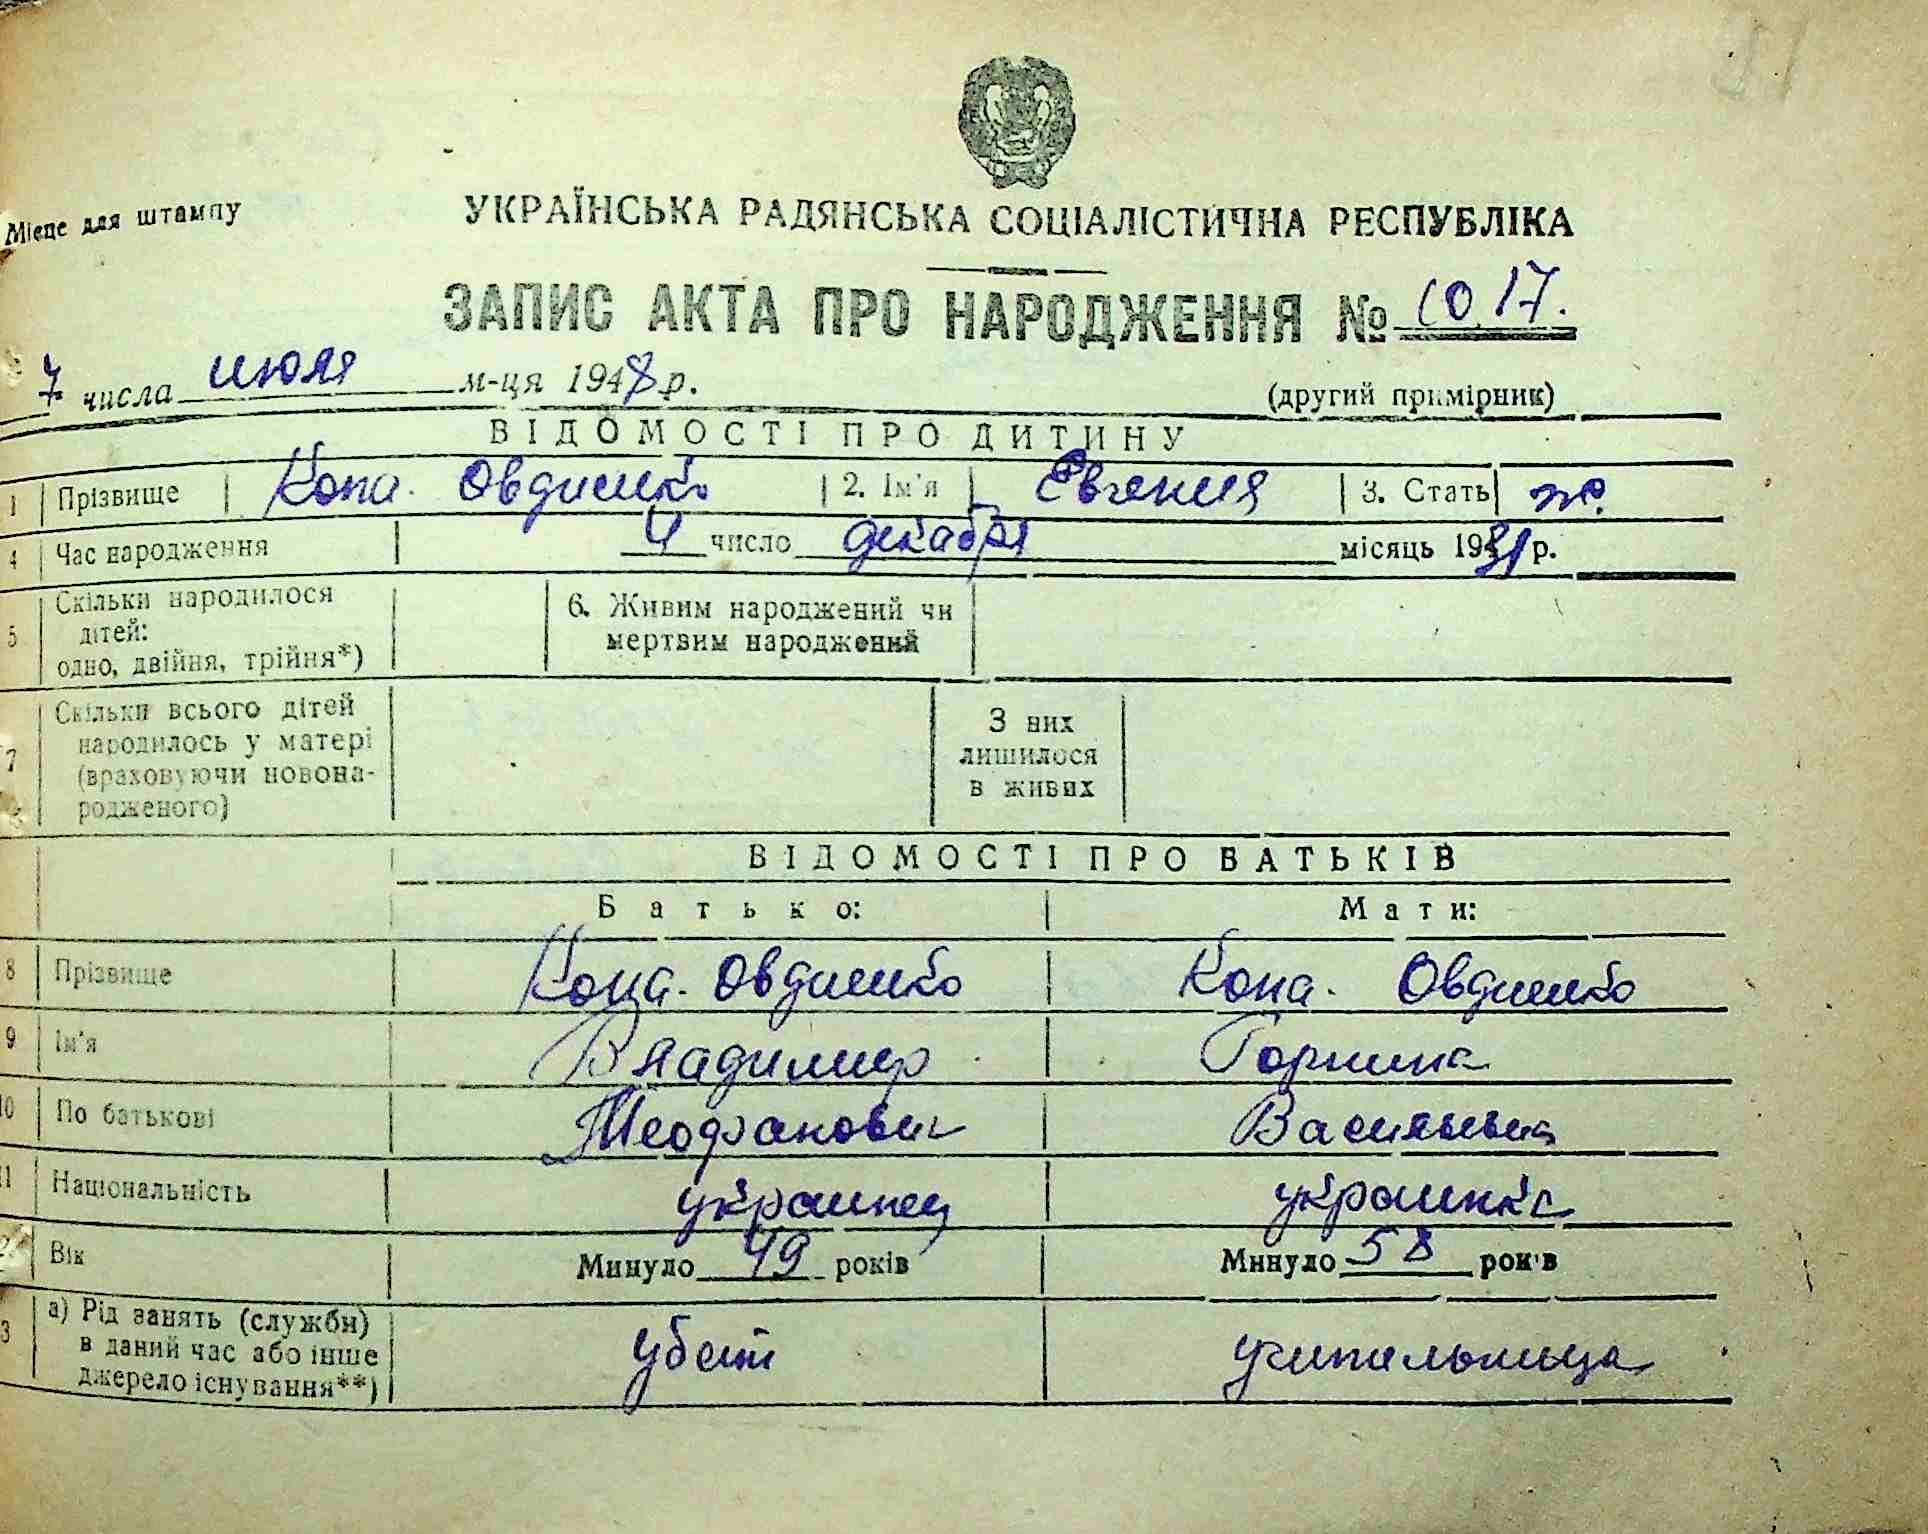 Місце для штампу
УКРАЇНСЬКА РАДЯНСЬКА СОЦІАЛІСТИЧНА РЕСПУБЛІКА
ЗАПИС АКТА ПРО НАРОДЖЕННЯ № 1017.
7 числа июля м-ця 1948 р.
(другий примірник)
ВІДОМОСТІ ПРО ДИТИНУ
1 Прізвище Копа. Овдиенко 2. Ім'я Евгения 3. Стать ж.
4 Час народження 4 число декабря місяць 1931 р.
5 Скільки народилося дітей: одно, двійня, трійня*) 6. Живим народжений чи мертвим народжений
7 Скільки всього дітей народилось у матері (враховуючи новонародженого) З них лишилося в живих
ВІДОМОСТІ ПРО БАТЬКІВ
Батько: Мати:
8 Прізвище Копа. Овдиенко Копа. Овдиенко
9 Ім'я Владимир
10 По батькові Теофанович Васильевна
11 Національність украинец украинка
Вік Минуло 49 років Минуло 58 років
а) Рід занять (служби) в даний час або інше джерело існування**) убит учительница